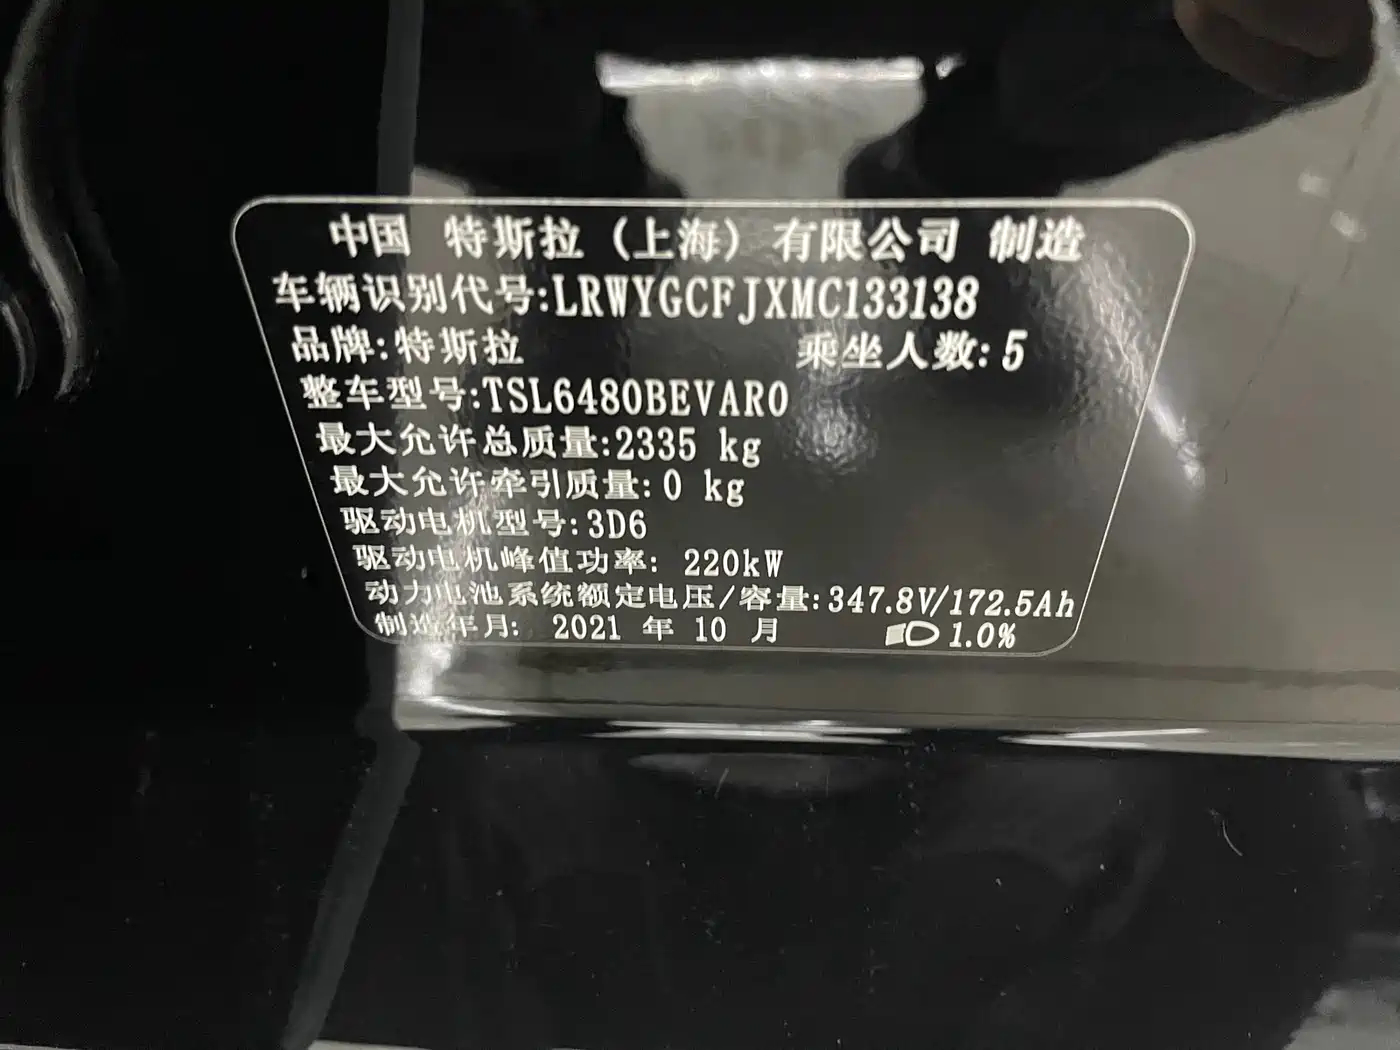 中国 特斯拉（上海）有限公司 制造
车辆识别代号:LRWYGCFJXMC133138
品牌:特斯拉 乘坐人数:5
整车型号:TSL6480BEVAR0
最大允许总质量:2335 kg
最大允许牵引质量:0 kg
驱动电机型号:3D6
驱动电机峰值功率: 220kW
动力电池系统额定电压/容量:347.8V/172.5Ah
制造年月: 2021 年 10 月 1.0%